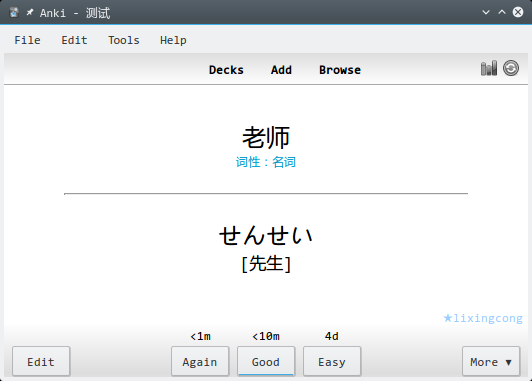 Anki - 测试
File Edit Tools Help
Decks Add Browse
老师
词性：名词
せんせい
[先生]
★lixingcong
<1m <10m 4d
Edit Again Good Easy More ▼